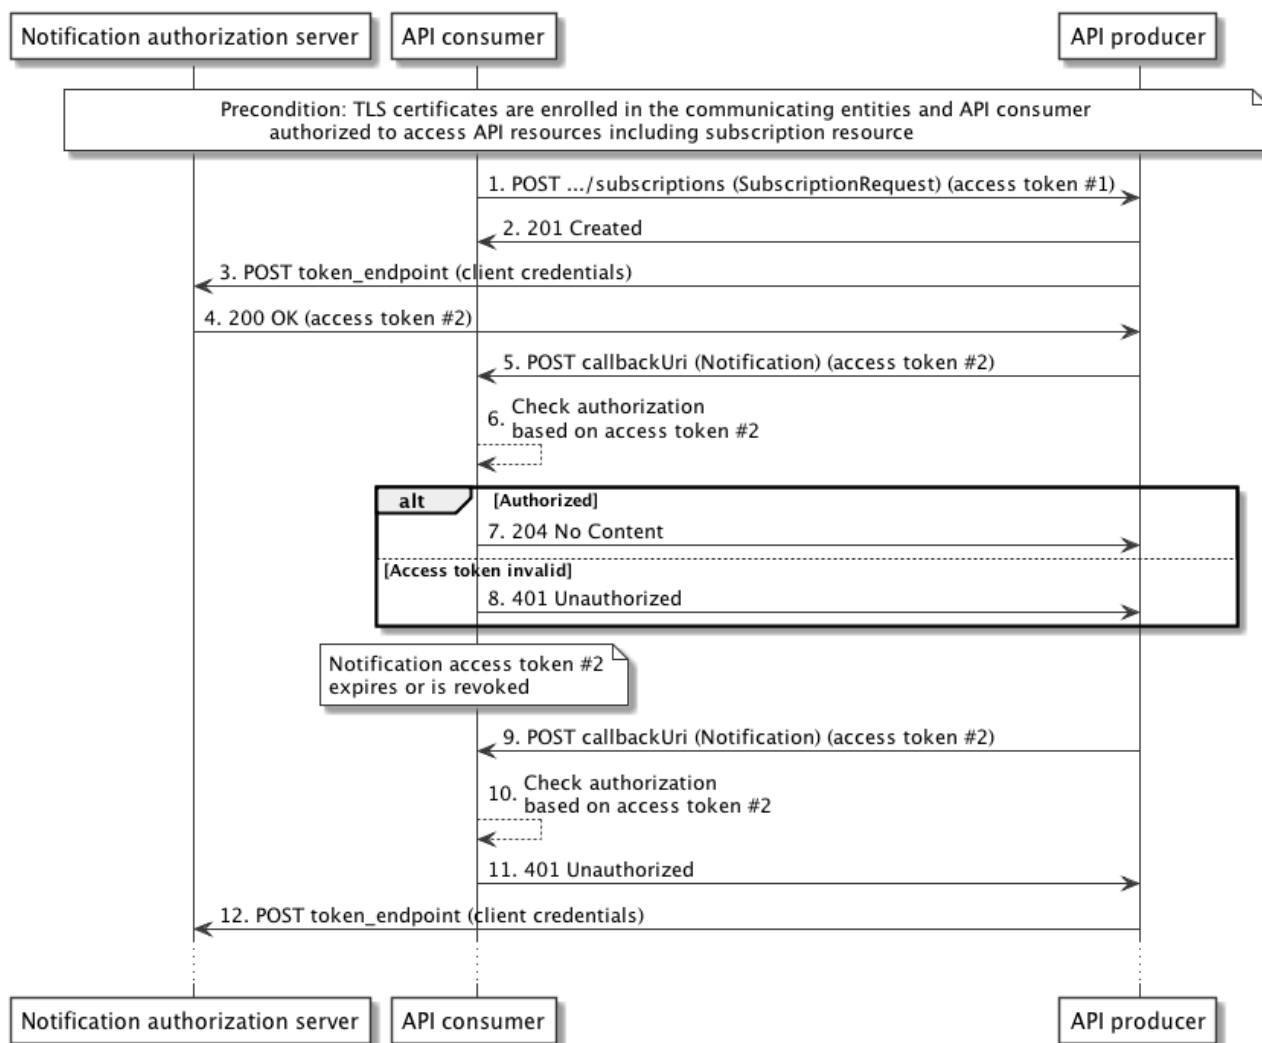 Notification authorization server
API consumer
API producer
Precondition: TLS certificates are enrolled in the communicating entities and API consumer
authorized to access API resources including subscription resource
1. POST .../subscriptions (SubscriptionRequest) (access token #1)
2. 201 Created
3. POST token_endpoint (client credentials)
4. 200 OK (access token #2)
5. POST callbackUri (Notification) (access token #2)
6. Check authorization
based on access token #2
alt [Authorized]
7. 204 No Content
[Access token invalid]
8. 401 Unauthorized
Notification access token #2
expires or is revoked
9. POST callbackUri (Notification) (access token #2)
10. Check authorization
based on access token #2
11. 401 Unauthorized
12. POST token_endpoint (client credentials)
Notification authorization server
API consumer
API producer